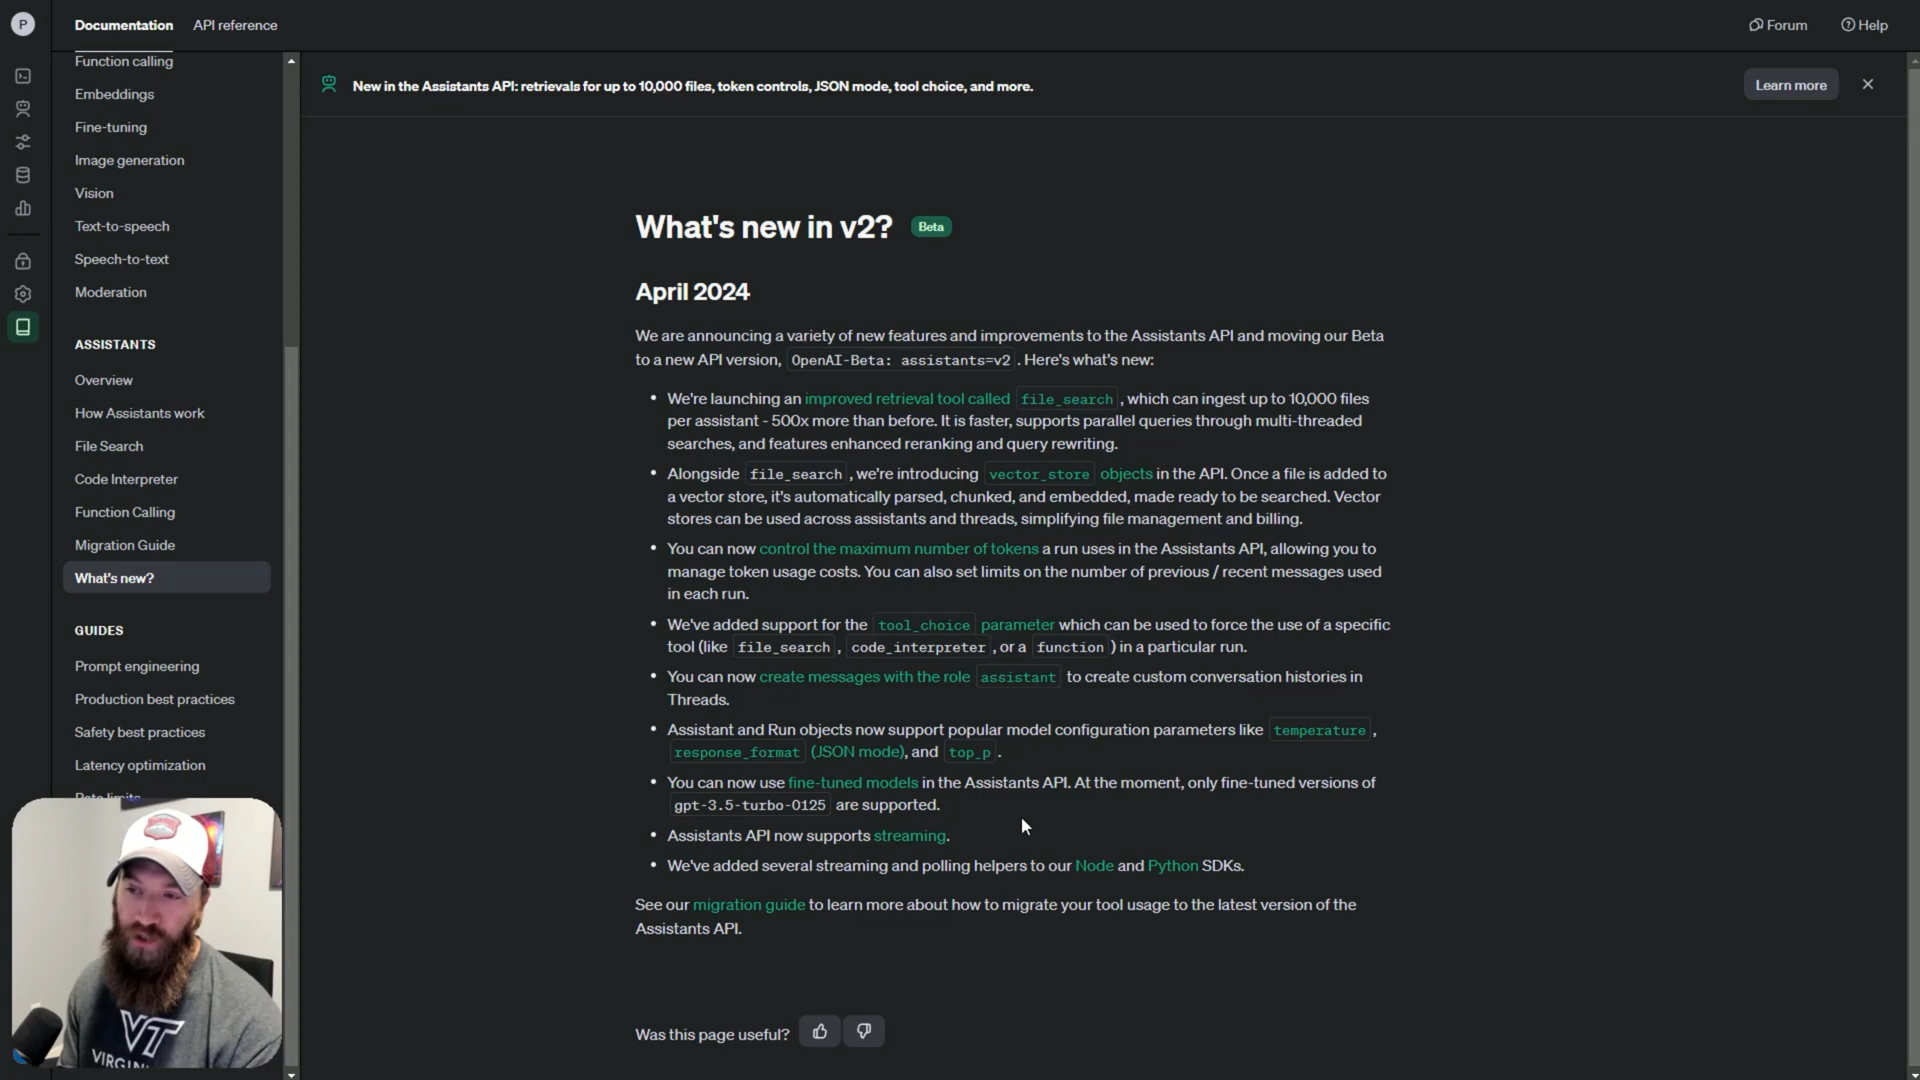 P
Documentation
API reference
Forum
Help
Function calling
Embeddings
Fine-tuning
Image generation
Vision
Text-to-speech
Speech-to-text
Moderation
ASSISTANTS
Overview
How Assistants work
File Search
Code Interpreter
Function Calling
Migration Guide
What's new?
GUIDES
Prompt engineering
Production best practices
Safety best practices
Latency optimization
New in the Assistants API: retrievals for up to 10,000 files, token controls, JSON mode, tool choice, and more.
Learn more
What's new in v2?
Beta
April 2024
We are announcing a variety of new features and improvements to the Assistants API and moving our Beta
to a new API version, OpenAI-Beta: assistants=v2 . Here's what's new:
• We're launching an improved retrieval tool called file_search , which can ingest up to 10,000 files
per assistant - 500x more than before. It is faster, supports parallel queries through multi-threaded
searches, and features enhanced reranking and query rewriting.
• Alongside file_search , we're introducing vector_store objects in the API. Once a file is added to
a vector store, it's automatically parsed, chunked, and embedded, made ready to be searched. Vector
stores can be used across assistants and threads, simplifying file management and billing.
• You can now control the maximum number of tokens a run uses in the Assistants API, allowing you to
manage token usage costs. You can also set limits on the number of previous / recent messages used
in each run.
• We've added support for the tool_choice parameter which can be used to force the use of a specific
tool (like file_search , code_interpreter , or a function ) in a particular run.
• You can now create messages with the role assistant to create custom conversation histories in
Threads.
• Assistant and Run objects now support popular model configuration parameters like temperature ,
response_format (JSON mode), and top_p .
• You can now use fine-tuned models in the Assistants API. At the moment, only fine-tuned versions of
gpt-3.5-turbo-0125 are supported.
• Assistants API now supports streaming.
• We've added several streaming and polling helpers to our Node and Python SDKs.
See our migration guide to learn more about how to migrate your tool usage to the latest version of the
Assistants API.
Was this page useful?
VT